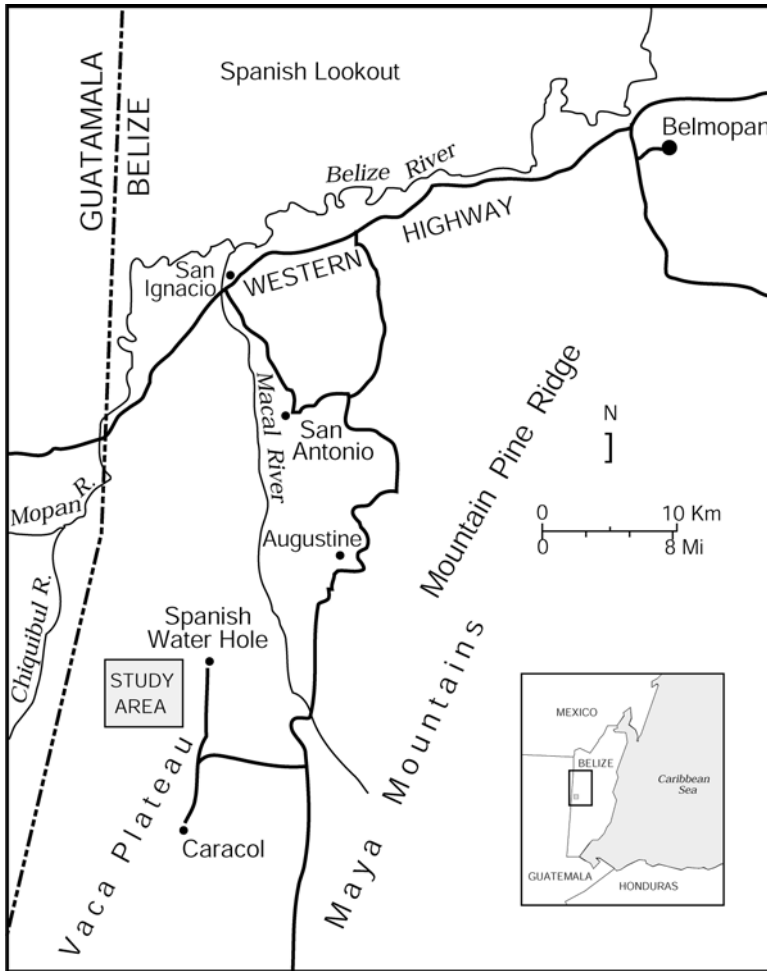 Spanish Lookout
GUATAMALA
BELIZE
Belmopan
Belize River
HIGHWAY
WESTERN
San
Ignacio
Macal River
San
Antonio
Mountain Pine Ridge
N
0 10 Km
0 8 Mi
Mopan R.
Augustine
Chiquibul R.
Spanish
Water Hole
STUDY
AREA
Maya Mountains
Vaca Plateau
Caracol
MEXICO
BELIZE
Caribbean
Sea
GUATEMALA
HONDURAS